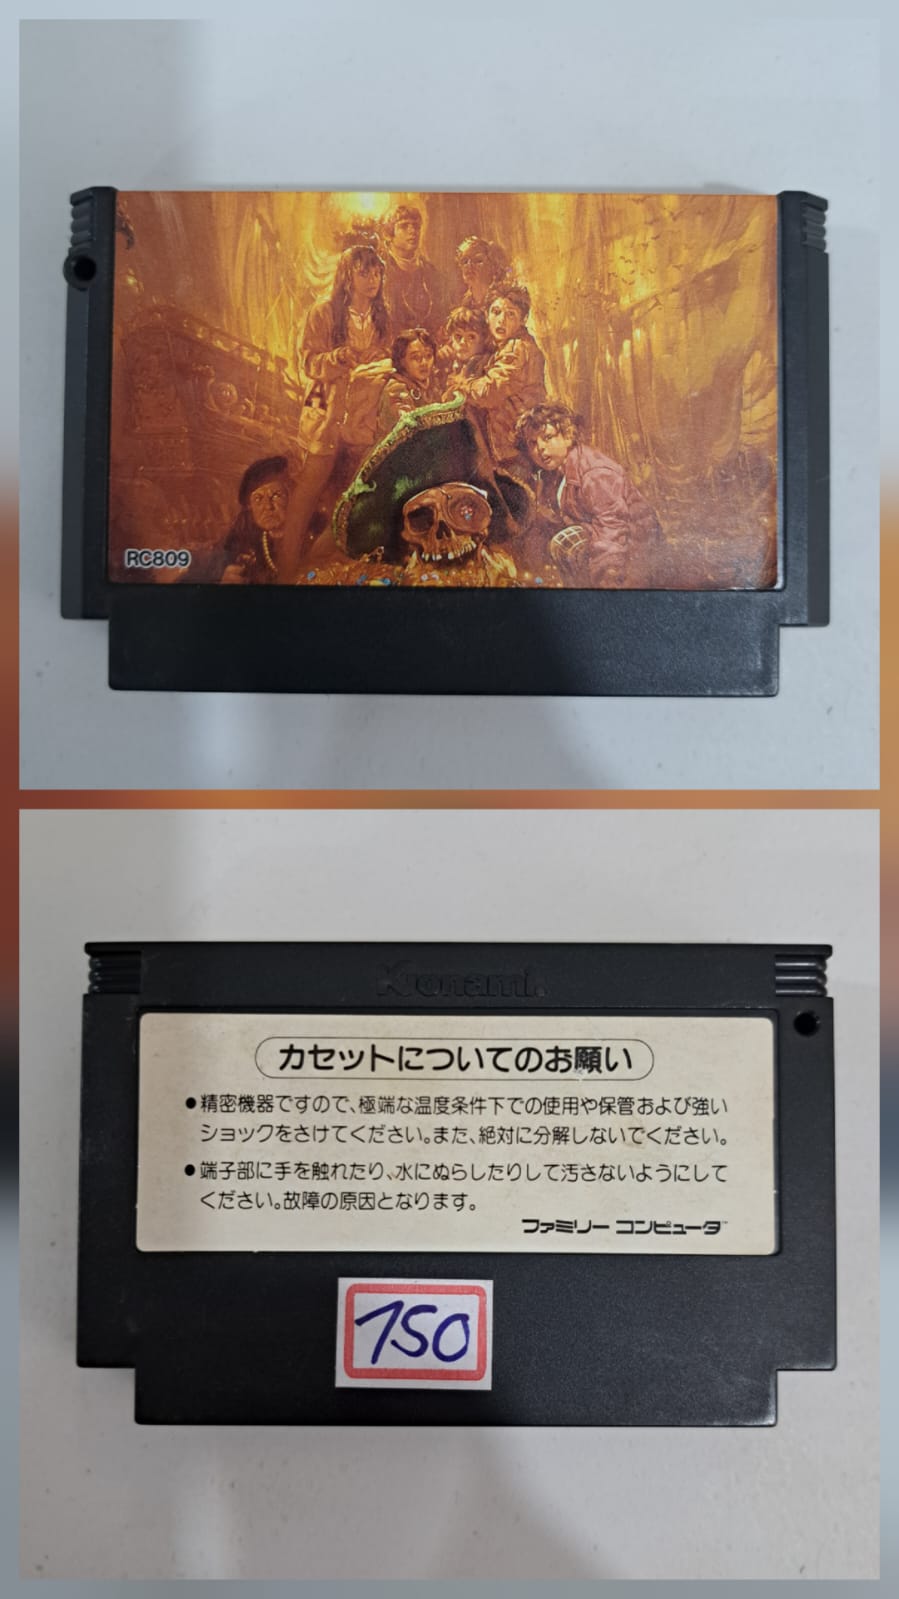 RC809
Konami
カセットについてのお願い
●精密機器ですので、極端な温度条件下での使用や保管および強い
ショックをさけてください。また、絶対に分解しないでください。
●端子部に手を触れたり、水にぬらしたりして汚さないようにして
ください。故障の原因となります。
ファミリー コンピュータ™
150